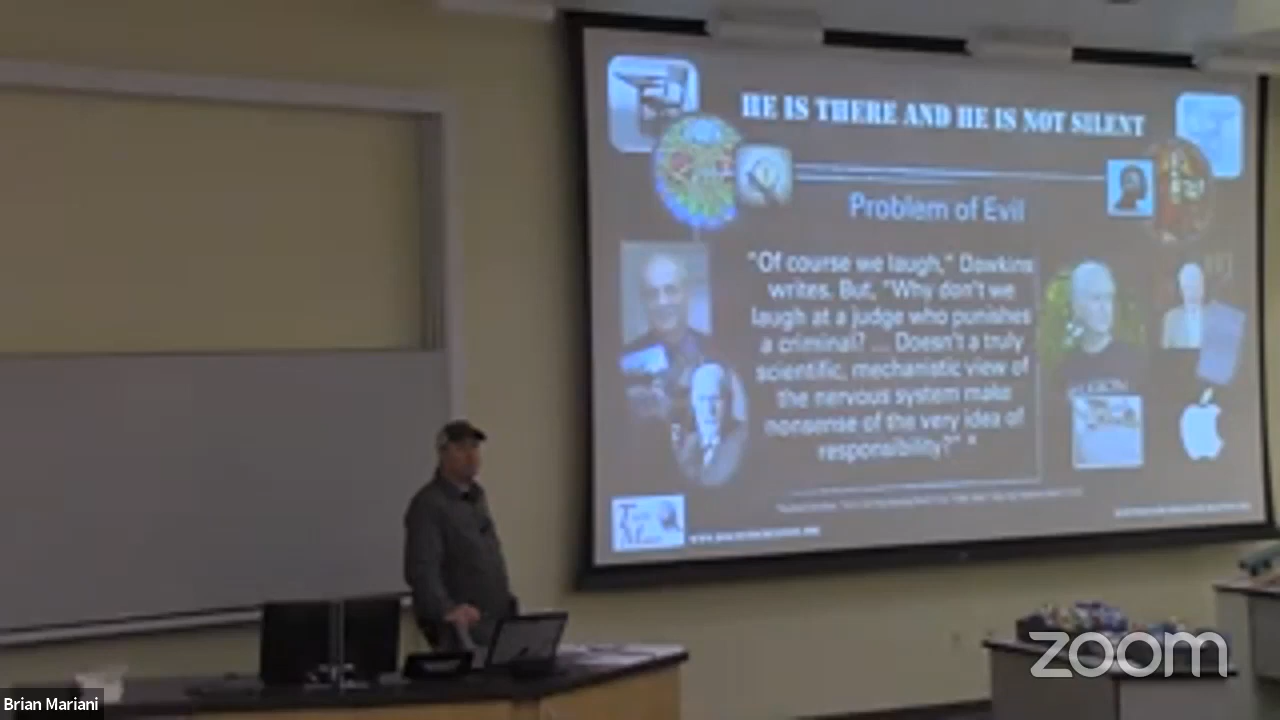 HE IS THERE AND HE IS NOT SILENT
Problem of Evil
"Of course we laugh," Dawkins
writes. But, "Why don't we
laugh at a judge who punishes
a criminal? ... Doesn't a truly
scientific, mechanistic view of
the nervous system make
nonsense of the very idea of
responsibility?" *
zoom
Brian Mariani